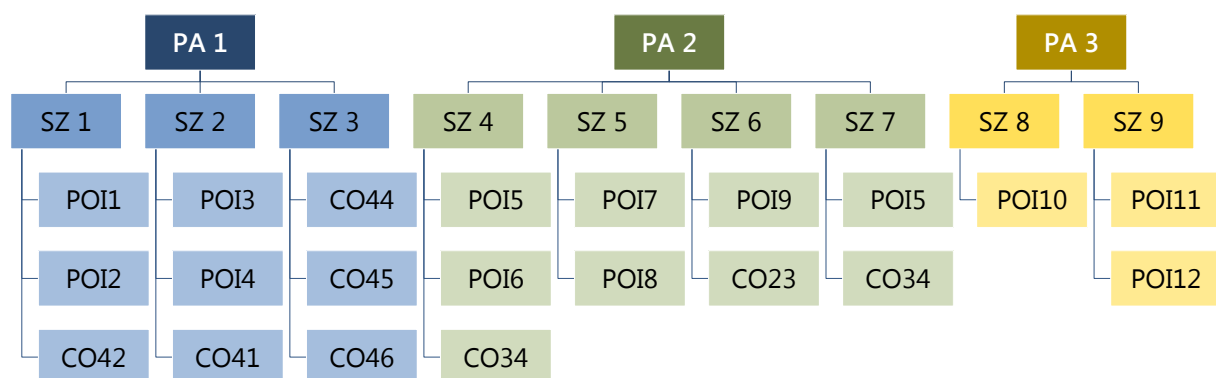 PA 1 PA 2 PA 3
SZ 1 SZ 2 SZ 3 SZ 4 SZ 5 SZ 6 SZ 7 SZ 8 SZ 9
POI1 POI3 CO44 POI5 POI7 POI9 POI5 POI10 POI11
POI2 POI4 CO45 POI6 POI8 CO23 CO34 POI12
CO42 CO41 CO46 CO34